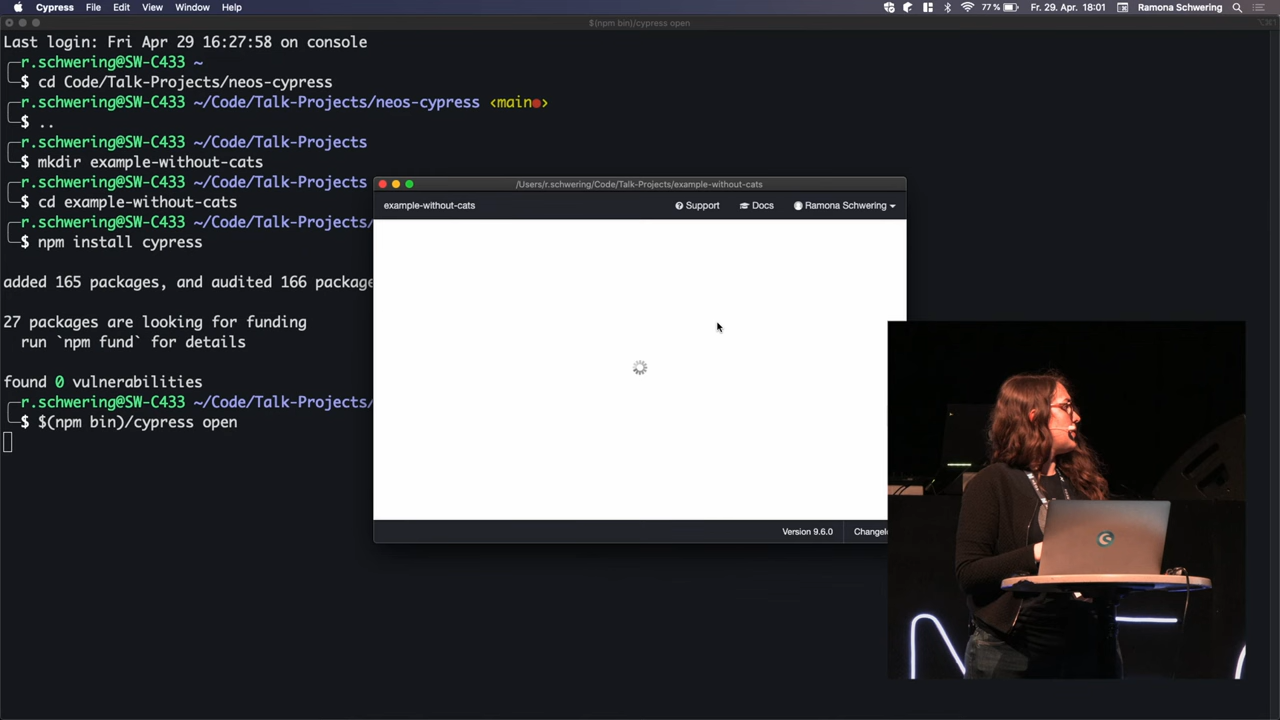 Cypress File Edit View Window Help 77 % Fr. 29. Apr. 18:01 Ramona Schwering
$(npm bin)/cypress open
Last login: Fri Apr 29 16:27:58 on console
r.schwering@SW-C433 ~
$ cd Code/Talk-Projects/neos-cypress
r.schwering@SW-C433 ~/Code/Talk-Projects/neos-cypress ‹main●›
$ ..
r.schwering@SW-C433 ~/Code/Talk-Projects
$ mkdir example-without-cats
r.schwering@SW-C433 ~/Code/Talk-Projects
$ cd example-without-cats
r.schwering@SW-C433 ~/Code/Talk-Projects/
$ npm install cypress
added 165 packages, and audited 166 package
27 packages are looking for funding
run `npm fund` for details
found 0 vulnerabilities
r.schwering@SW-C433 ~/Code/Talk-Projects/
$ $(npm bin)/cypress open
/Users/r.schwering/Code/Talk-Projects/example-without-cats
example-without-cats Support Docs Ramona Schwering
Version 9.6.0 Changel